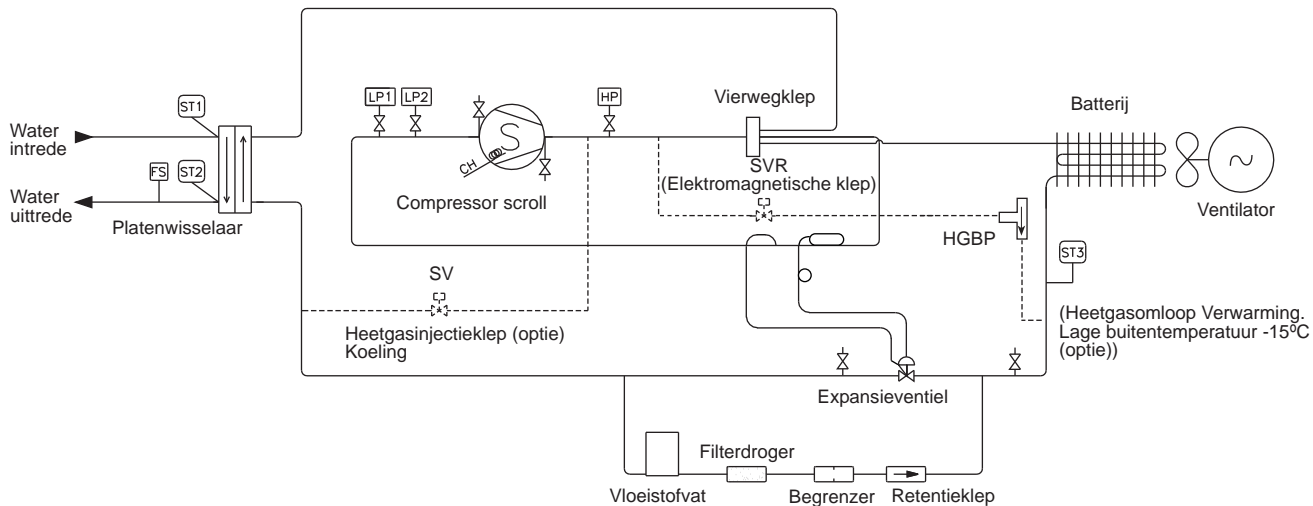 Vierwegklep
Batterij
LP1
LP2
HP
ST1
Water
intrede
S
CH
SVR
(Elektromagnetische klep)
FS
ST2
Water
uittrede
Platenwisselaar
Compressor scroll
Ventilator
HGBP
ST3
SV
Heetgasinjectieklep (optie)
Koeling
(Heetgasomloop Verwarming.
Lage buitentemperatuur -15ºC
(optie))
Expansieventiel
Filterdroger
Vloeistofvat
Begrenzer
Retentieklep